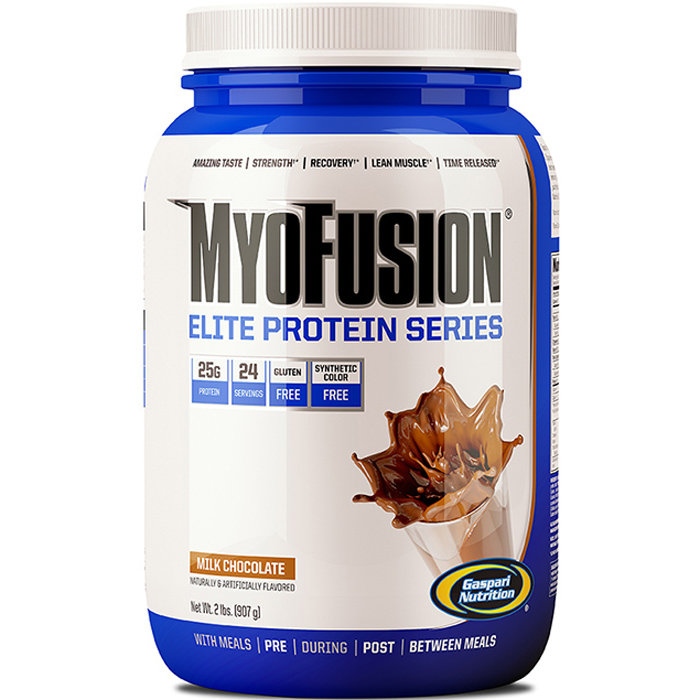 AMAZING TASTE | STRENGTH†* | RECOVERY†* | LEAN MUSCLE†* | TIME RELEASED†*
MYOFUSION®
ELITE PROTEIN SERIES
25G PROTEIN
24 SERVINGS
GLUTEN FREE
SYNTHETIC COLOR FREE
MILK CHOCOLATE
NATURALLY & ARTIFICIALLY FLAVORED
Net Wt. 2 lbs. (907 g)
Gaspari
Nutrition®
WITH MEALS | PRE | DURING | POST | BETWEEN MEALS